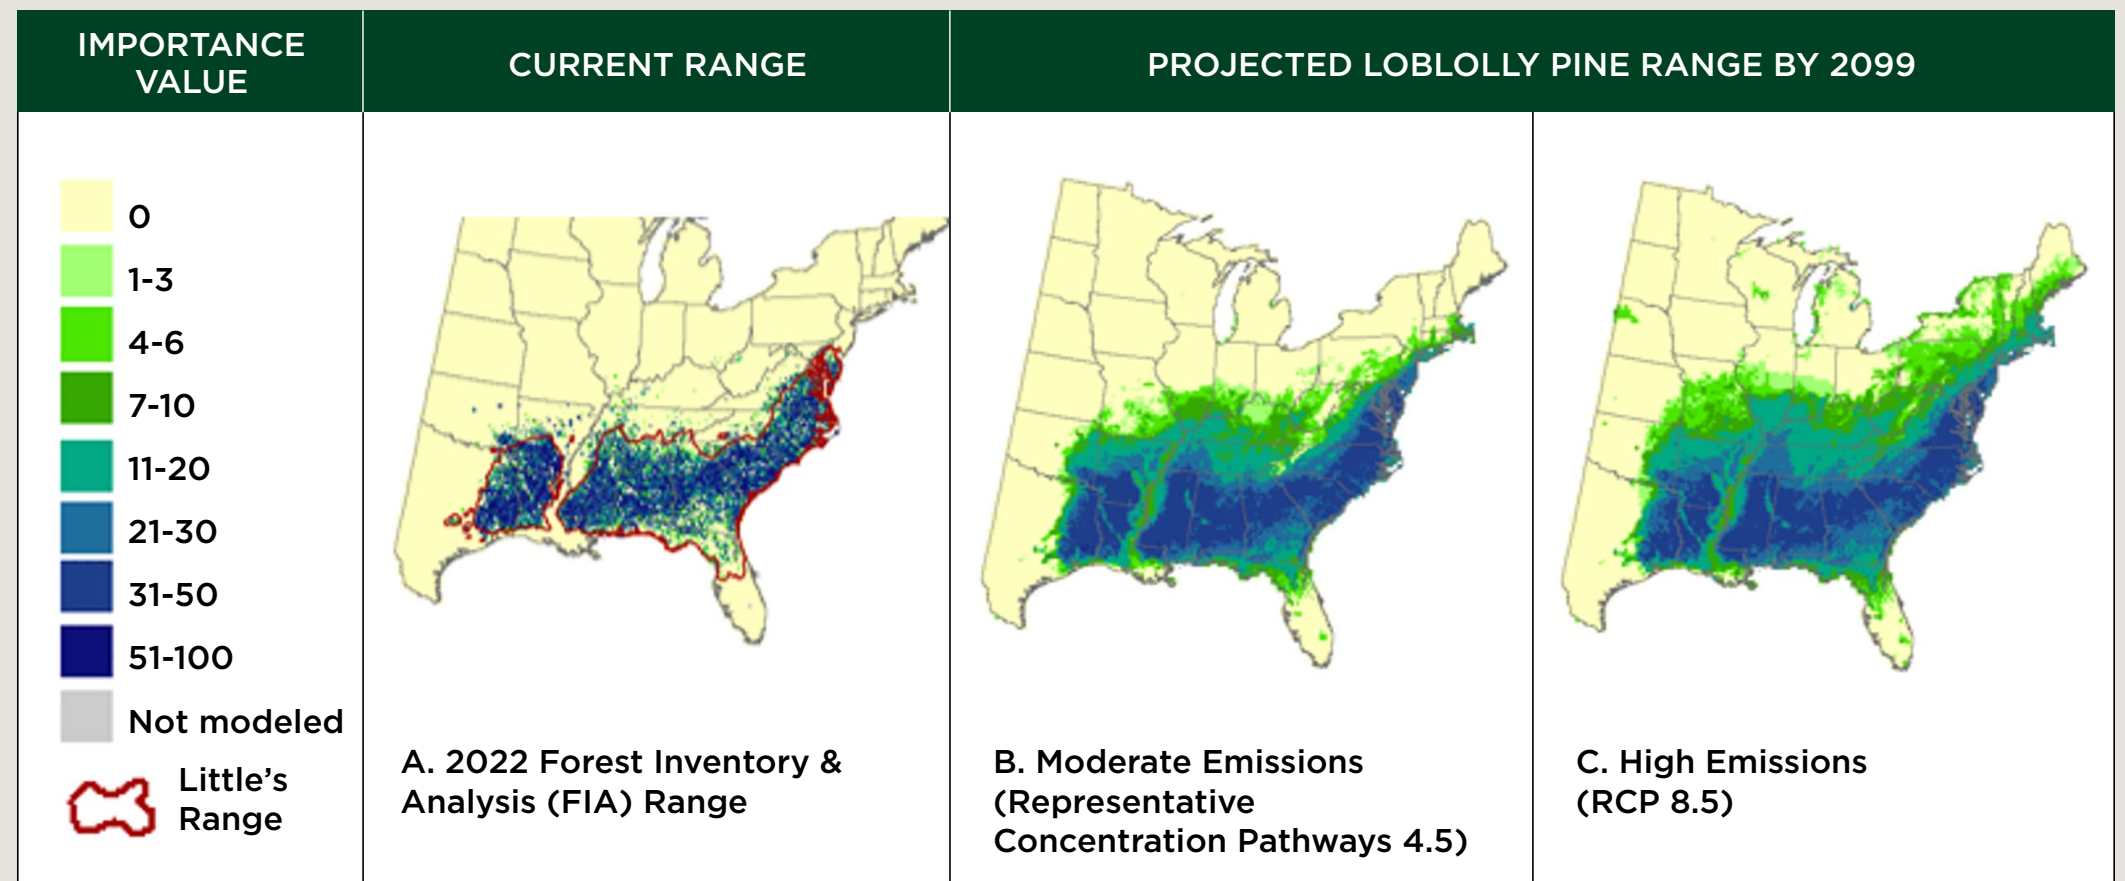 IMPORTANCE
VALUE
CURRENT RANGE
PROJECTED LOBLOLLY PINE RANGE BY 2099
0
1-3
4-6
7-10
11-20
21-30
31-50
51-100
Not modeled
Little’s
Range
A. 2022 Forest Inventory &
Analysis (FIA) Range
B. Moderate Emissions
(Representative
Concentration Pathways 4.5)
C. High Emissions
(RCP 8.5)